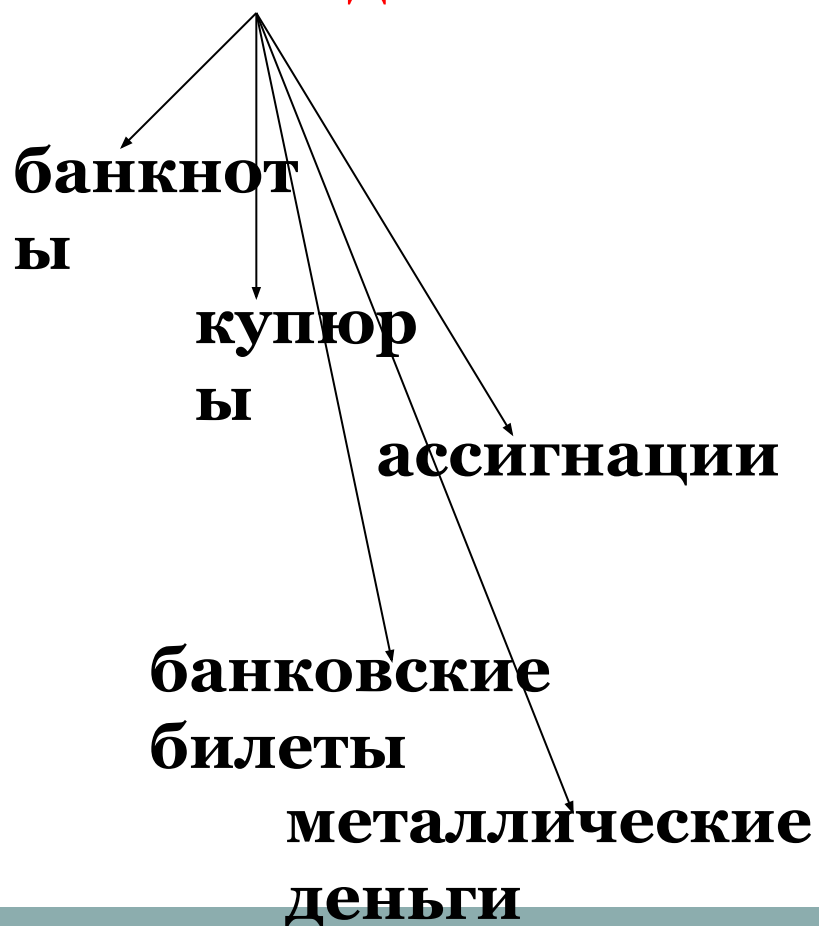 банкнот
ы
купюр
ы
ассигнации
банковские
билеты
металлические
деньги